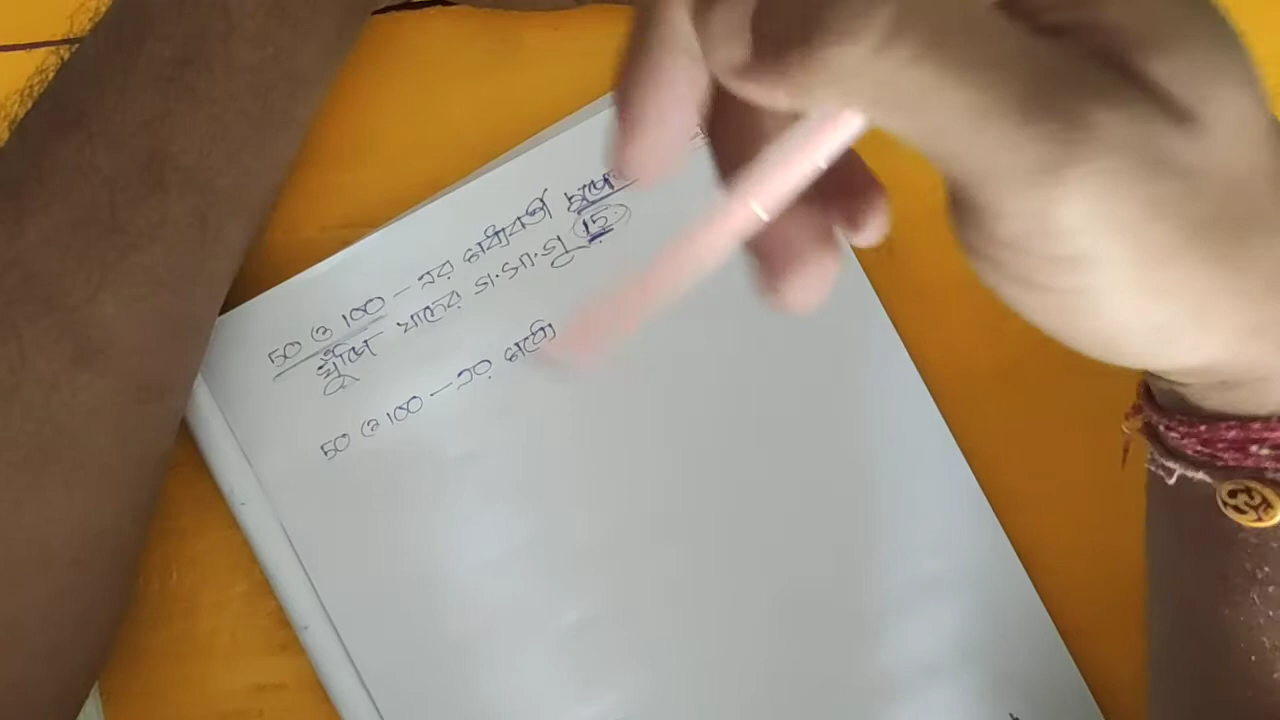 50 ও 100 – এর মধ্যবর্তী
খুঁজি যাদের গ.সা.গু 15.
50 ও 100 – এর মধ্যে